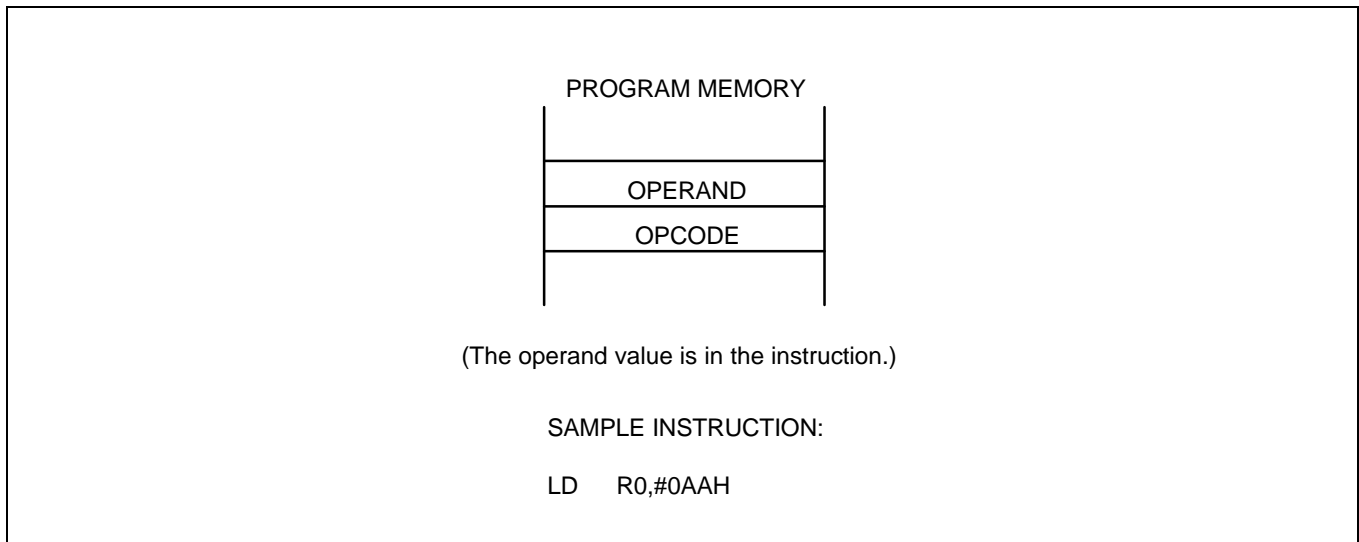 PROGRAM MEMORY
OPERAND
OPCODE
(The operand value is in the instruction.)
SAMPLE INSTRUCTION:
LD R0,#0AAH